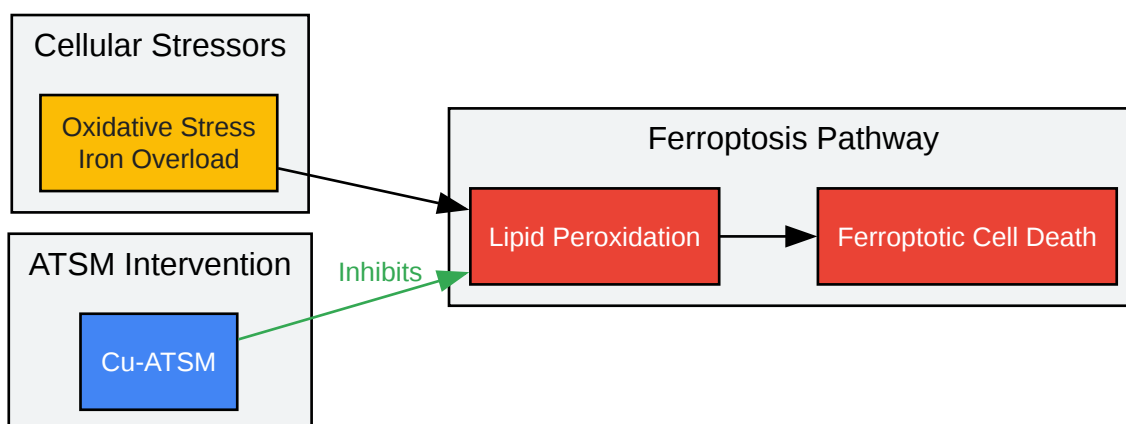 Cellular Stressors
Oxidative Stress
Iron Overload
Ferroptosis Pathway
Lipid Peroxidation
Ferroptotic Cell Death
ATSM Intervention
Inhibits
Cu-ATSM